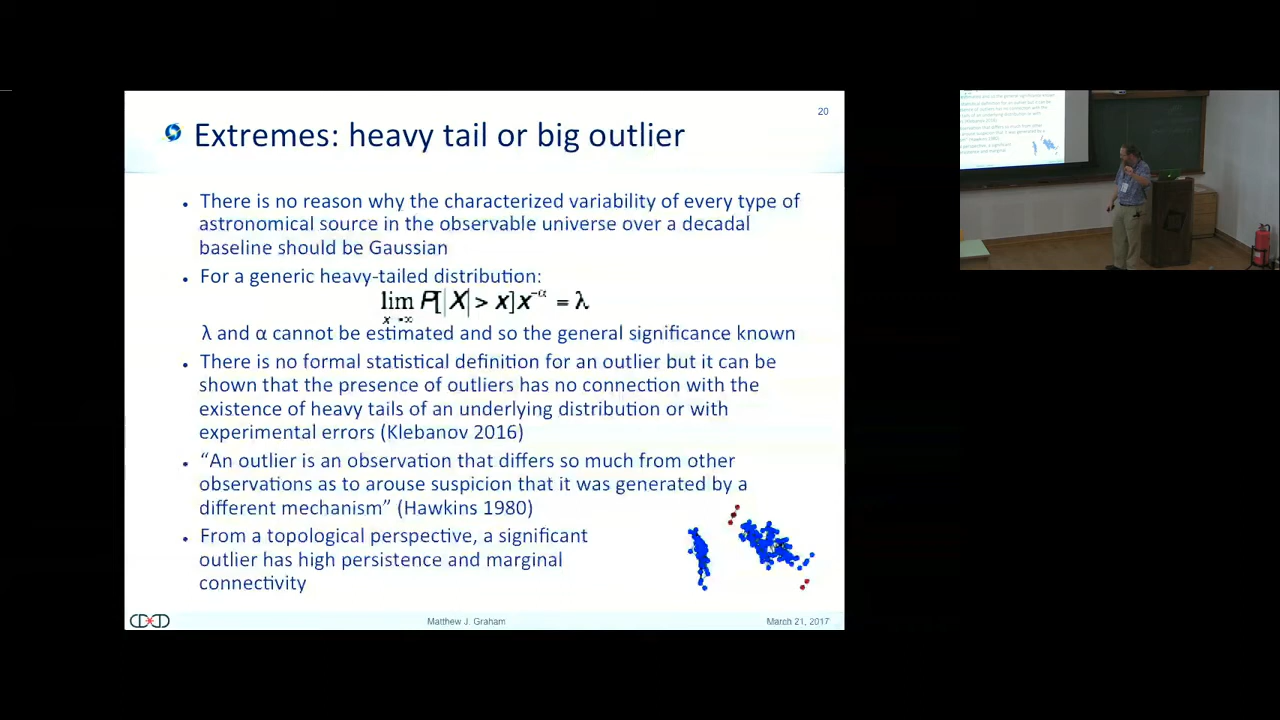 20
Extremes: heavy tail or big outlier
• There is no reason why the characterized variability of every type of
astronomical source in the observable universe over a decadal
baseline should be Gaussian
• For a generic heavy-tailed distribution:
lim P[|X| > x]x^-α = λ
x→∞
λ and α cannot be estimated and so the general significance known
• There is no formal statistical definition for an outlier but it can be
shown that the presence of outliers has no connection with the
existence of heavy tails of an underlying distribution or with
experimental errors (Klebanov 2016)
• “An outlier is an observation that differs so much from other
observations as to arouse suspicion that it was generated by a
different mechanism” (Hawkins 1980)
• From a topological perspective, a significant
outlier has high persistence and marginal
connectivity
Matthew J. Graham
March 21, 2017